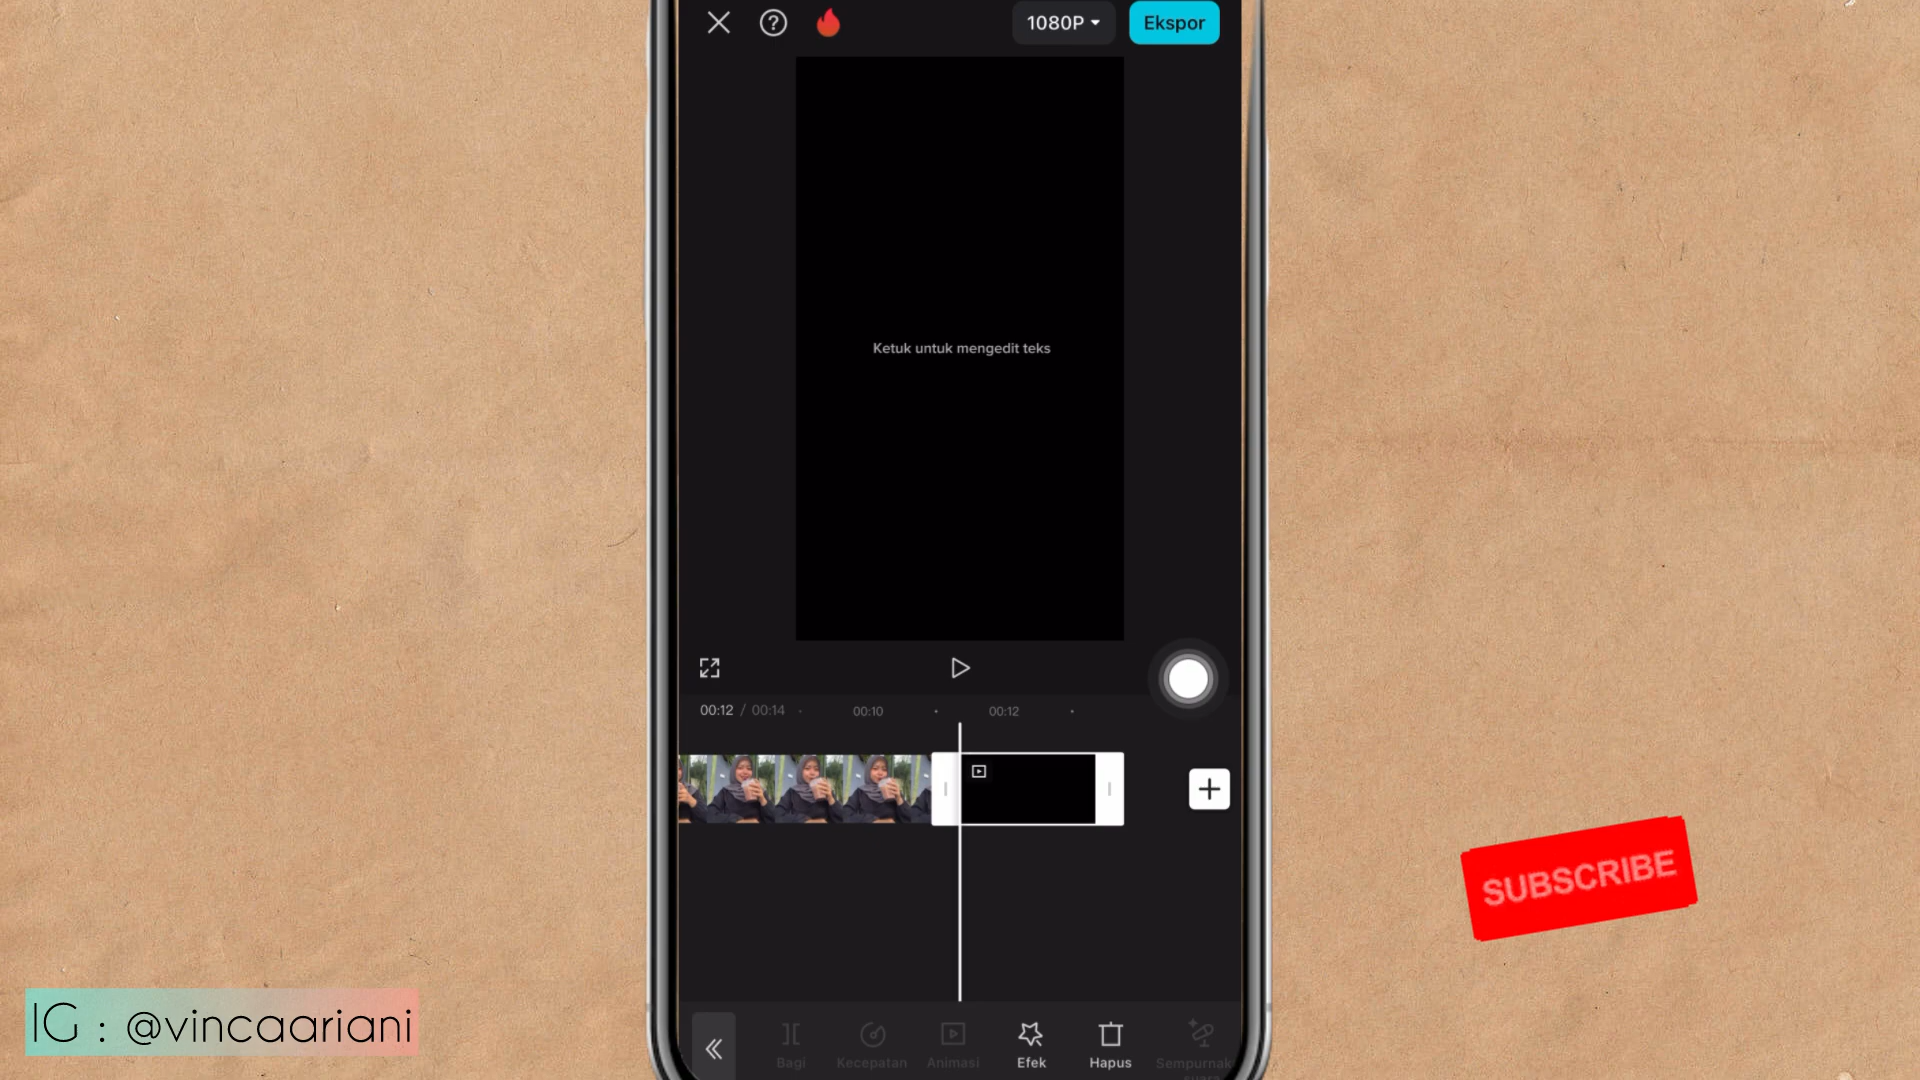 1080P
Ekspor
Ketuk untuk mengedit teks
00:12 / 00:14
00:10
00:12
SUBSCRIBE
IG : @vincaariani
Bagi
Kecepatan
Animasi
Efek
Hapus
Sempurnak
suara